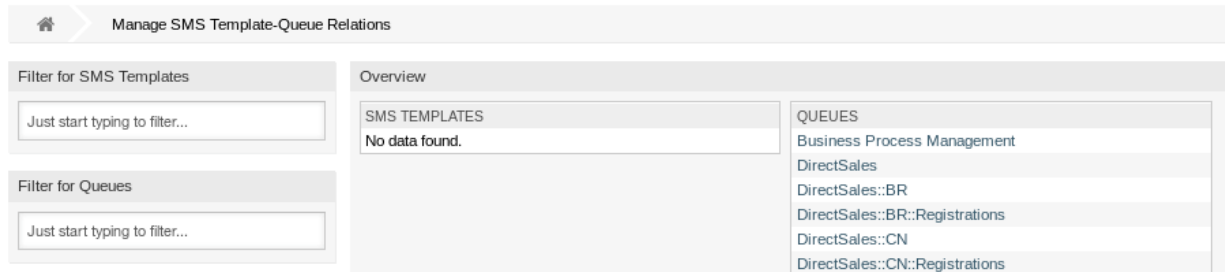 Manage SMS Template-Queue Relations
Filter for SMS Templates
Just start typing to filter...
Filter for Queues
Just start typing to filter...
Overview
SMS TEMPLATES
No data found.
QUEUES
Business Process Management
DirectSales
DirectSales::BR
DirectSales::BR::Registrations
DirectSales::CN
DirectSales::CN::Registrations